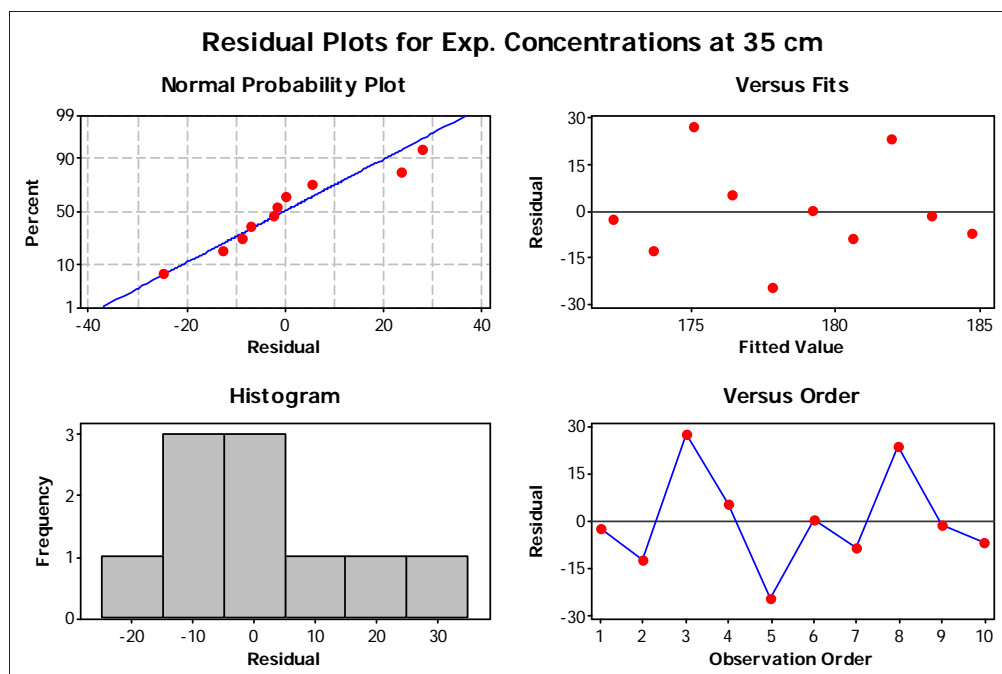 Residual Plots for Exp. Concentrations at 35 cm
Normal Probability Plot
99
90
50
10
1
Percent
-40 -20 0 20 40
Residual
Versus Fits
30
15
0
-15
-30
Residual
175 180 185
Fitted Value
Histogram
3
2
1
0
Frequency
-20 -10 0 10 20 30
Residual
Versus Order
30
15
0
-15
-30
Residual
1 2 3 4 5 6 7 8 9 10
Observation Order